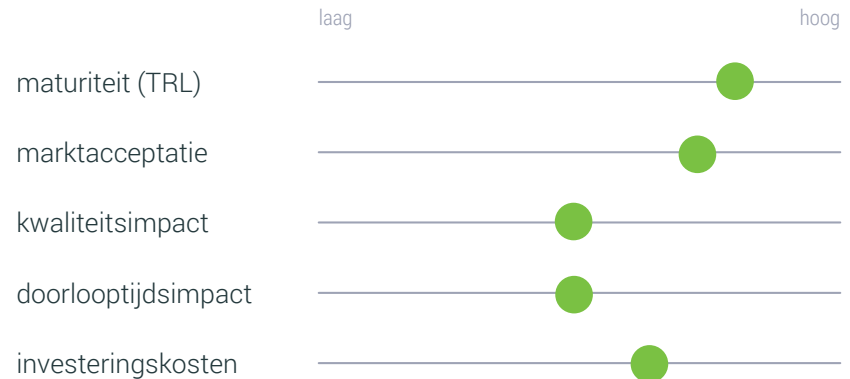 laag hoog
maturiteit (TRL)
marktacceptatie
kwaliteitsimpact
doorlooptijdsimpact
investeringskosten